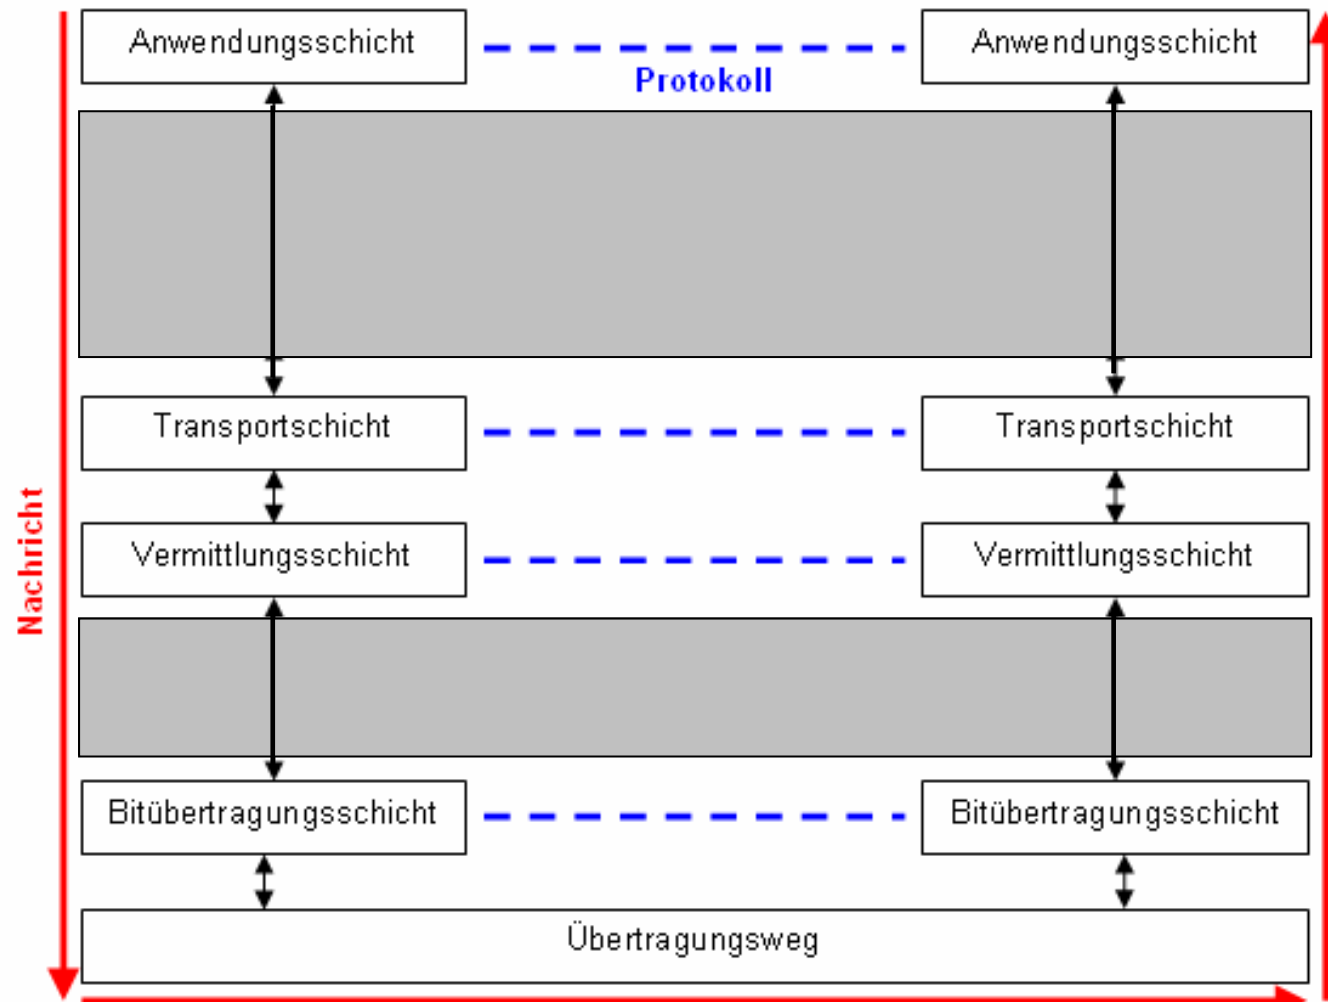 Anwendungsschicht
Anwendungsschicht
Protokoll
Transportschicht
Transportschicht
Nachricht
Vermittlungsschicht
Vermittlungsschicht
Bitübertragungsschicht
Bitübertragungsschicht
Übertragungsweg